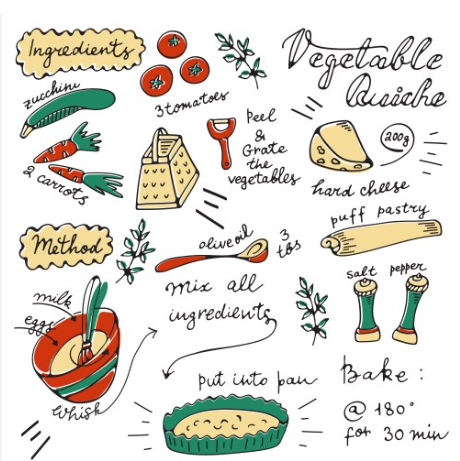 Ingredients
Vegetable
Quiche
zucchini
3 tomatoes
2 carrots
Peel
&
Grate
the
vegetables
200g
hard cheese
puff pastry
Method
olive oil
3
tbs
salt pepper
milk
eggs
Whisk
mix all
ingredients
put into pan
Bake:
@ 180°
for 30 min